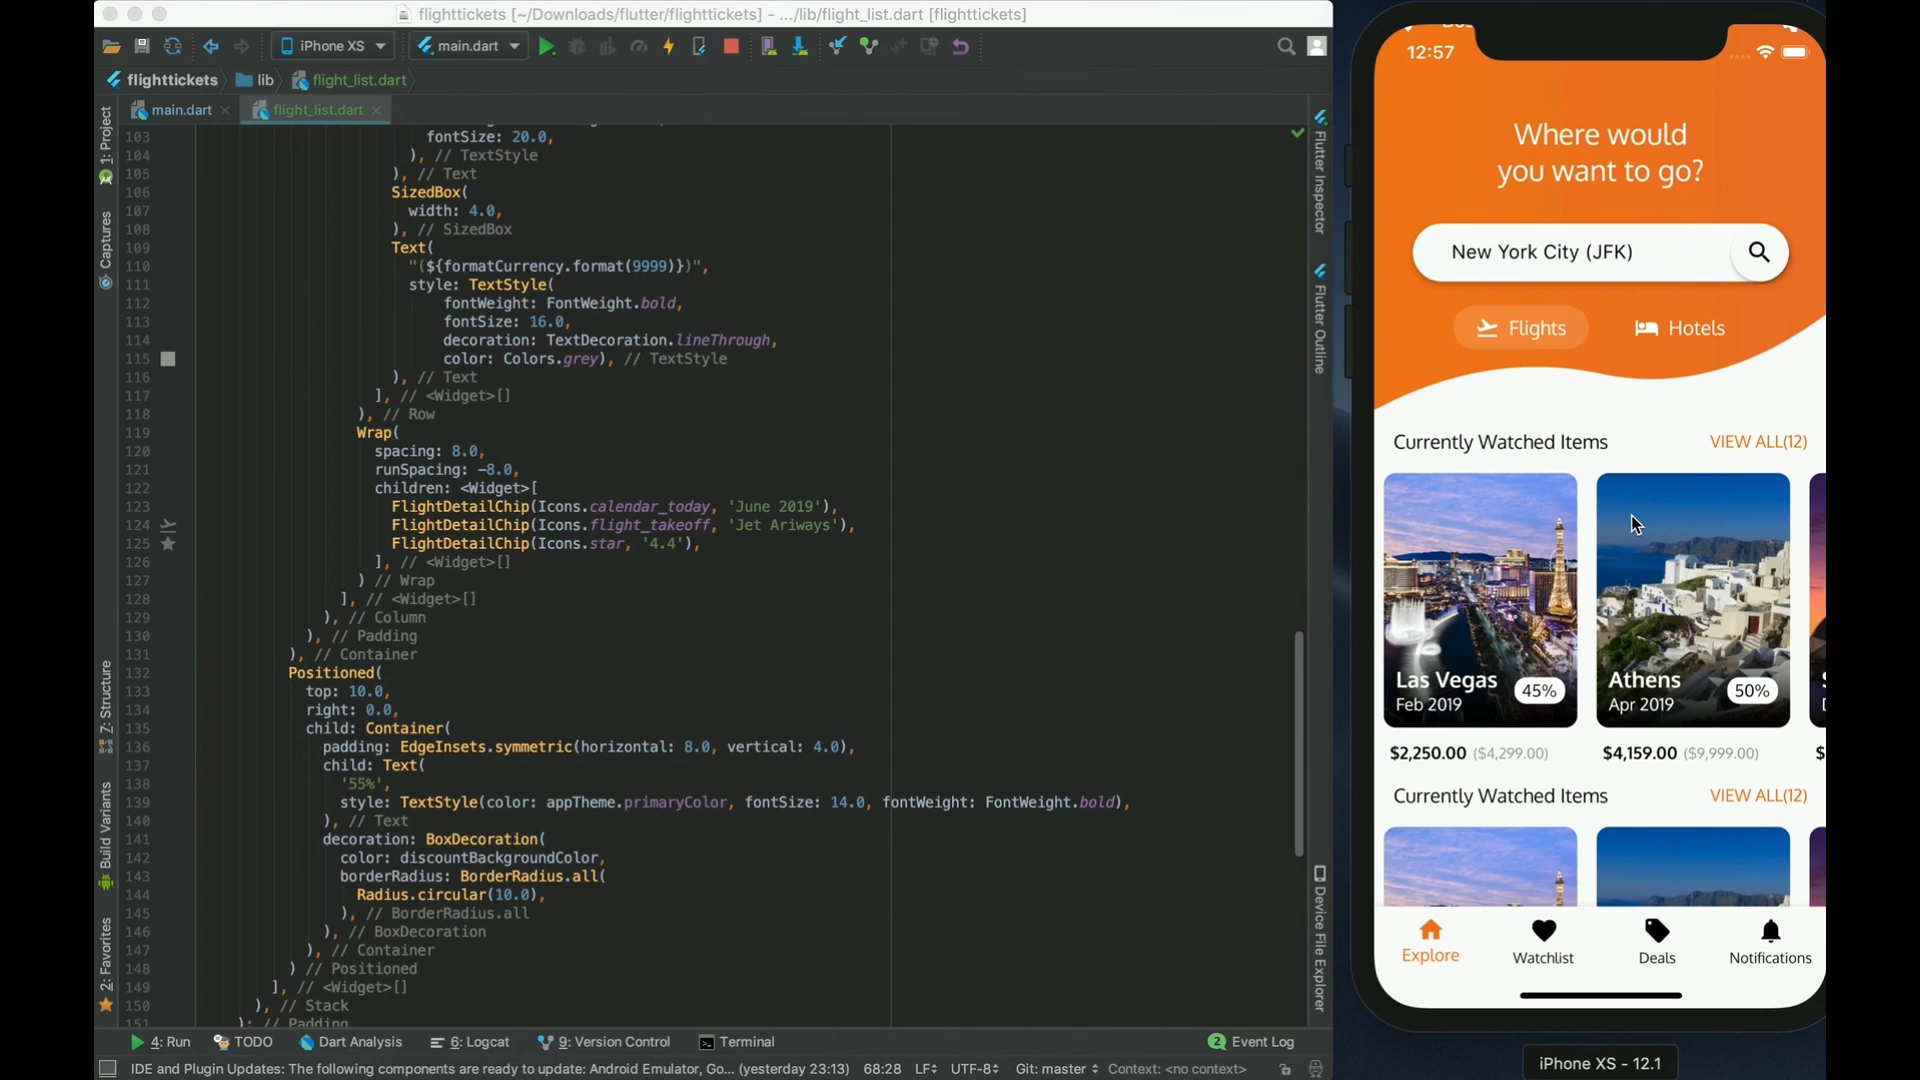 flighttickets [~/Downloads/flutter/flighttickets] - .../lib/flight_list.dart [flighttickets]
iPhone XS
main.dart
flighttickets
lib
flight_list.dart
main.dart
flight_list.dart
1: Project
Captures
Z: Structure
Build Variants
2: Favorites
103 fontSize: 20.0,
104 ), // TextStyle
105 ), // Text
106 SizedBox(
107 width: 4.0,
108 ), // SizedBox
109 Text(
110 "(${formatCurrency.format(9999)})",
111 style: TextStyle(
112 fontWeight: FontWeight.bold,
113 fontSize: 16.0,
114 decoration: TextDecoration.lineThrough,
115 color: Colors.grey), // TextStyle
116 ), // Text
117 ], // <Widget>[]
118 ), // Row
119 Wrap(
120 spacing: 8.0,
121 runSpacing: -8.0,
122 children: <Widget>[
123 FlightDetailChip(Icons.calendar_today, 'June 2019'),
124 FlightDetailChip(Icons.flight_takeoff, 'Jet Ariways'),
125 FlightDetailChip(Icons.star, '4.4'),
126 ], // <Widget>[]
127 ) // Wrap
128 ], // <Widget>[]
129 ), // Column
130 ), // Padding
131 ), // Container
132 Positioned(
133 top: 10.0,
134 right: 0.0,
135 child: Container(
136 padding: EdgeInsets.symmetric(horizontal: 8.0, vertical: 4.0),
137 child: Text(
138 '55%',
139 style: TextStyle(color: appTheme.primaryColor, fontSize: 14.0, fontWeight: FontWeight.bold),
140 ), // Text
141 decoration: BoxDecoration(
142 color: discountBackgroundColor,
143 borderRadius: BorderRadius.all(
144 Radius.circular(10.0),
145 ), // BorderRadius.all
146 ), // BoxDecoration
147 ), // Container
148 ) // Positioned
149 ], // <Widget>[]
150 ), // Stack
151 ); // Padding
Flutter Inspector
Flutter Outline
Device File Explorer
4: Run
TODO
Dart Analysis
6: Logcat
9: Version Control
Terminal
2 Event Log
IDE and Plugin Updates: The following components are ready to update: Android Emulator, Go... (yesterday 23:13)
68:28
LF
UTF-8
Git: master
Context: <no context>
12:57
Where would
you want to go?
New York City (JFK)
Flights
Hotels
Currently Watched Items
VIEW ALL(12)
Las Vegas
Feb 2019
45%
Athens
Apr 2019
50%
$2,250.00 ($4,299.00)
$4,159.00 ($9,999.00)
$
Currently Watched Items
VIEW ALL(12)
Explore
Watchlist
Deals
Notifications
iPhone XS - 12.1